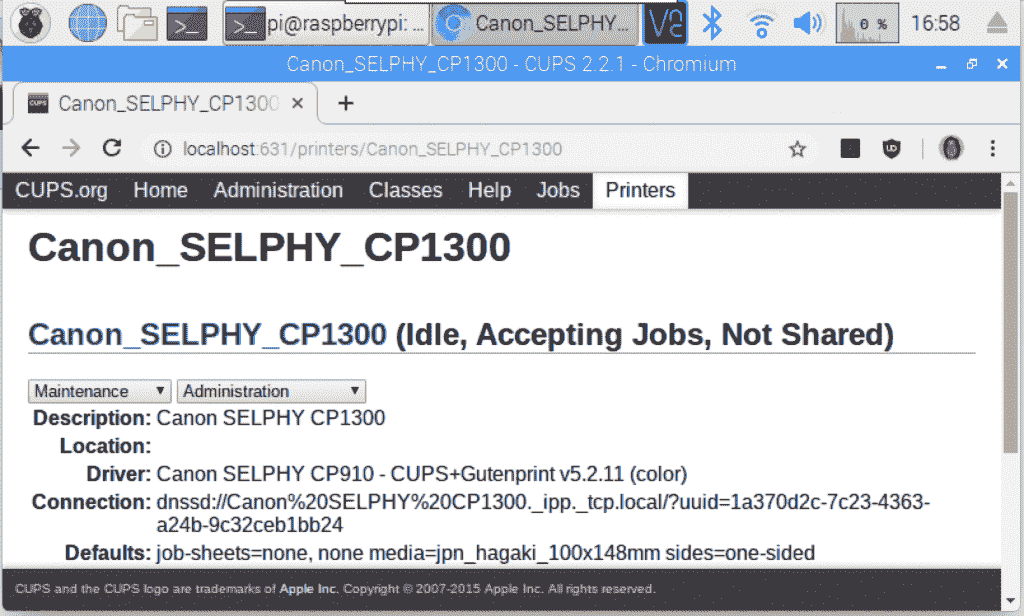 pi@raspberrypi: ... Canon_SELPHY... V2 0 % 16:58
Canon_SELPHY_CP1300 - CUPS 2.2.1 - Chromium
CUPS Canon_SELPHY_CP1300
localhost:631/printers/Canon_SELPHY_CP1300
CUPS.org Home Administration Classes Help Jobs Printers
Canon_SELPHY_CP1300
Canon_SELPHY_CP1300 (Idle, Accepting Jobs, Not Shared)
Maintenance Administration
Description: Canon SELPHY CP1300
Location:
Driver: Canon SELPHY CP910 - CUPS+Gutenprint v5.2.11 (color)
Connection: dnssd://Canon%20SELPHY%20CP1300._ipp._tcp.local/?uuid=1a370d2c-7c23-4363-
a24b-9c32ceb1bb24
Defaults: job-sheets=none, none media=jpn_hagaki_100x148mm sides=one-sided
CUPS and the CUPS logo are trademarks of Apple Inc. Copyright © 2007-2015 Apple Inc. All rights reserved.